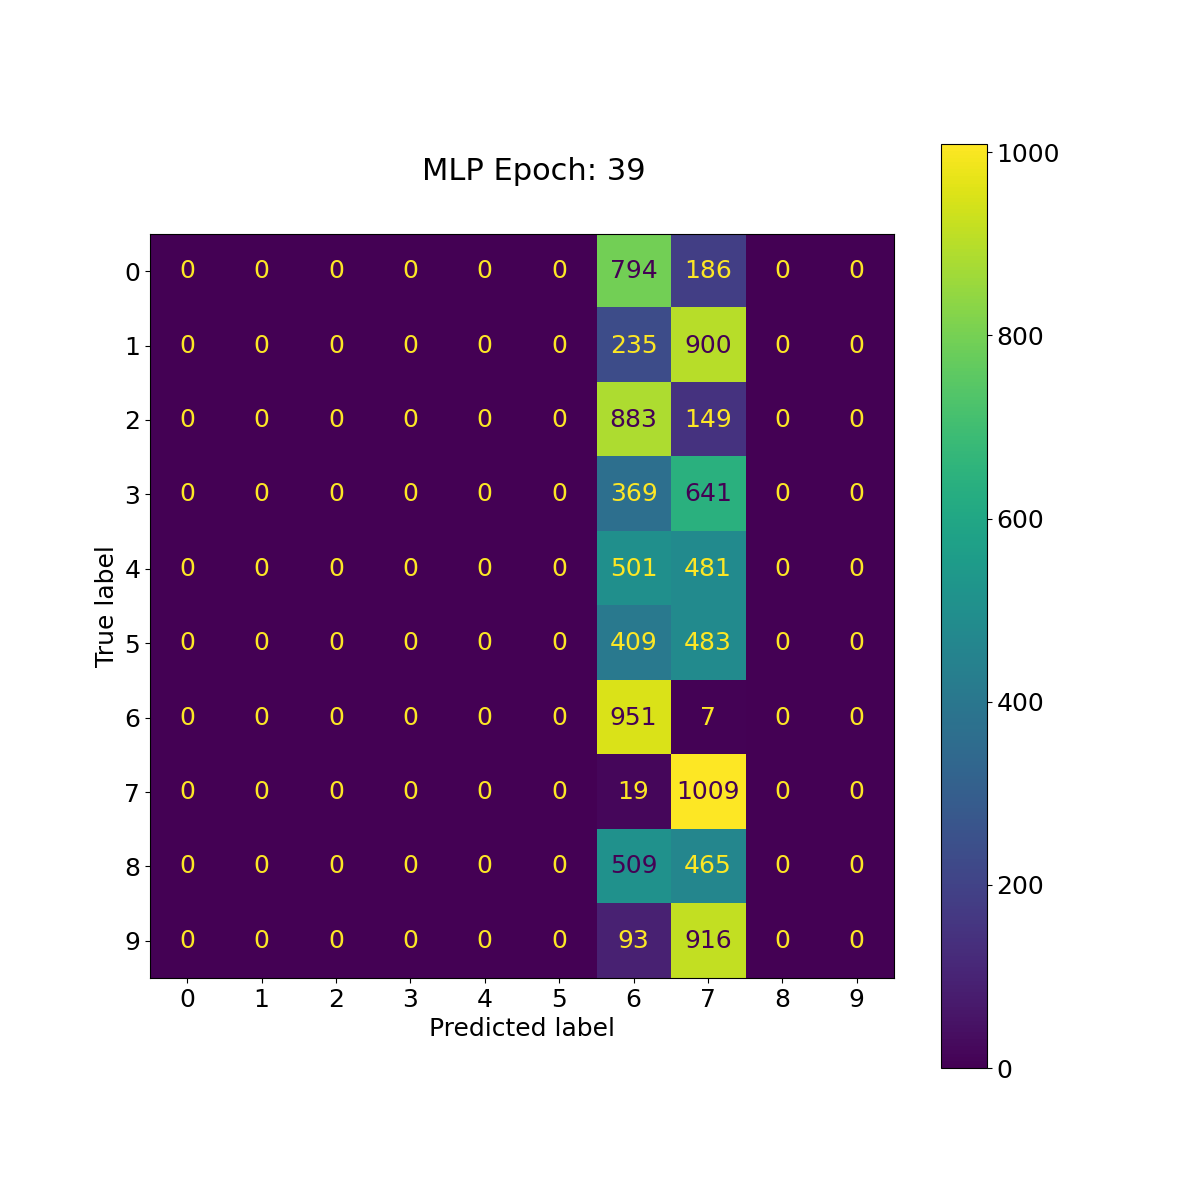 MLP Epoch: 39
1000
800
600
400
200
0
True label
0 0 0 0 0 0 0 794 186 0 0
1 0 0 0 0 0 0 235 900 0 0
2 0 0 0 0 0 0 883 149 0 0
3 0 0 0 0 0 0 369 641 0 0
4 0 0 0 0 0 0 501 481 0 0
5 0 0 0 0 0 0 409 483 0 0
6 0 0 0 0 0 0 951 7 0 0
7 0 0 0 0 0 0 19 1009 0 0
8 0 0 0 0 0 0 509 465 0 0
9 0 0 0 0 0 0 93 916 0 0
0 1 2 3 4 5 6 7 8 9
Predicted label